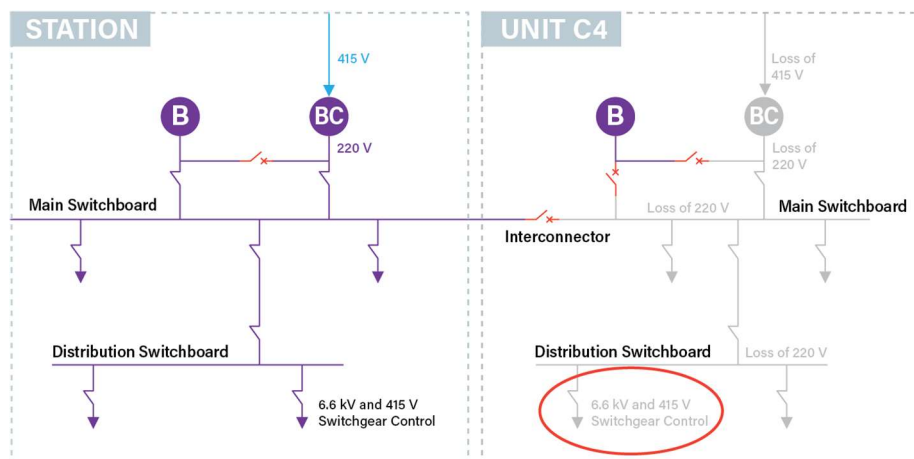 STATION
UNIT C4
415 V
Loss of
415 V
B
BC
B
BC
220 V
Loss of
220 V
Main Switchboard
Loss of 220 V
Main Switchboard
Interconnector
Distribution Switchboard
Distribution Switchboard
Loss of 220 V
6.6 kV and 415 V
Switchgear Control
6.6 kV and 415 V
Switchgear Control